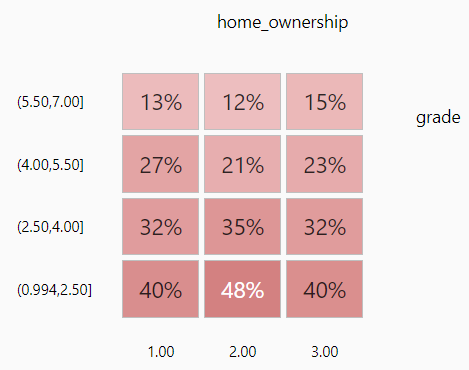 home_ownership
(5.50,7.00] 13% 12% 15%
grade
(4.00,5.50] 27% 21% 23%
(2.50,4.00] 32% 35% 32%
(0.994,2.50] 40% 48% 40%
1.00 2.00 3.00